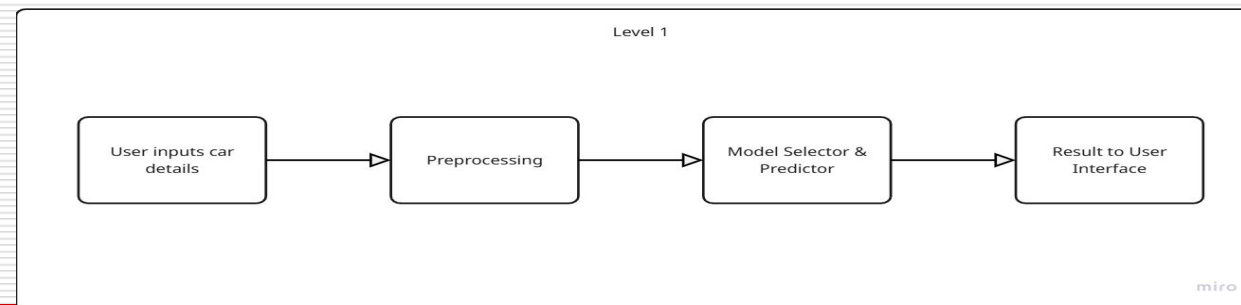 Level 1
User inputs car
details
Preprocessing
Model Selector &
Predictor
Result to User
Interface
miro